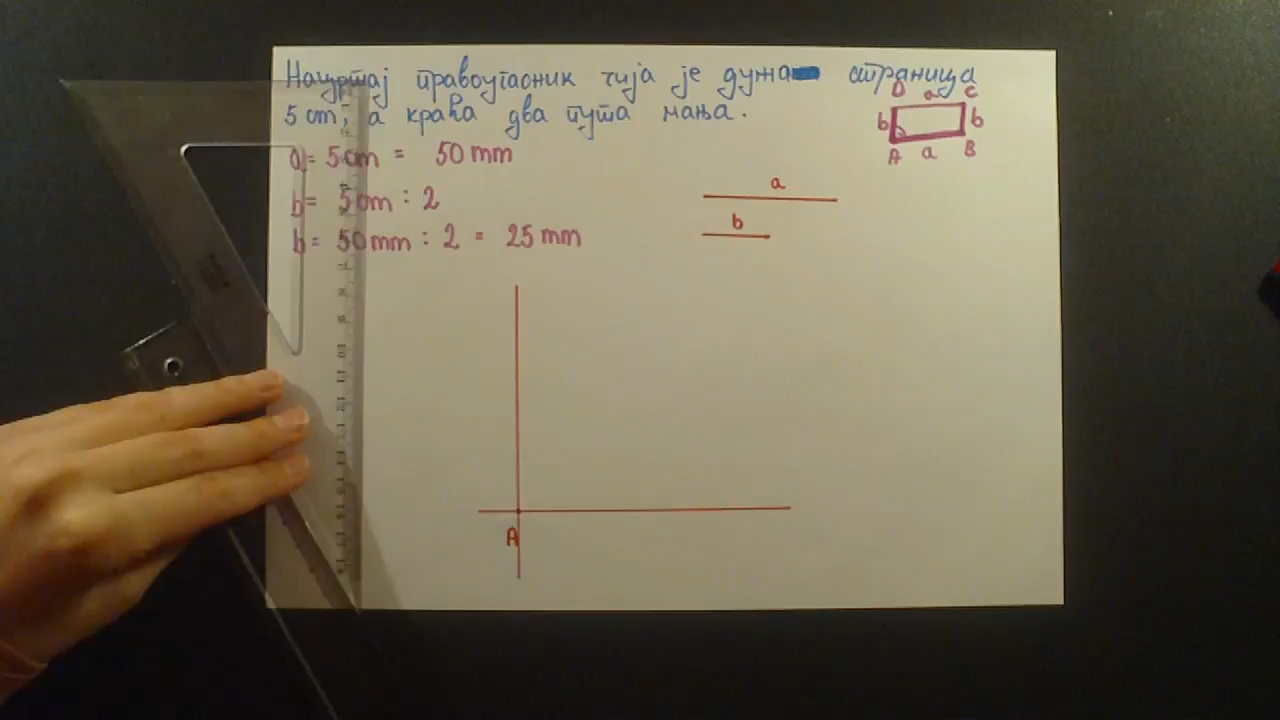 Нацртај правоугаоник чија је дужа страница
5 cm, а краћа два пута мања.
a = 5 cm = 50 mm
b = 5 cm : 2
b = 50 mm : 2 = 25 mm
D a C
b b
A a B
a
b
A